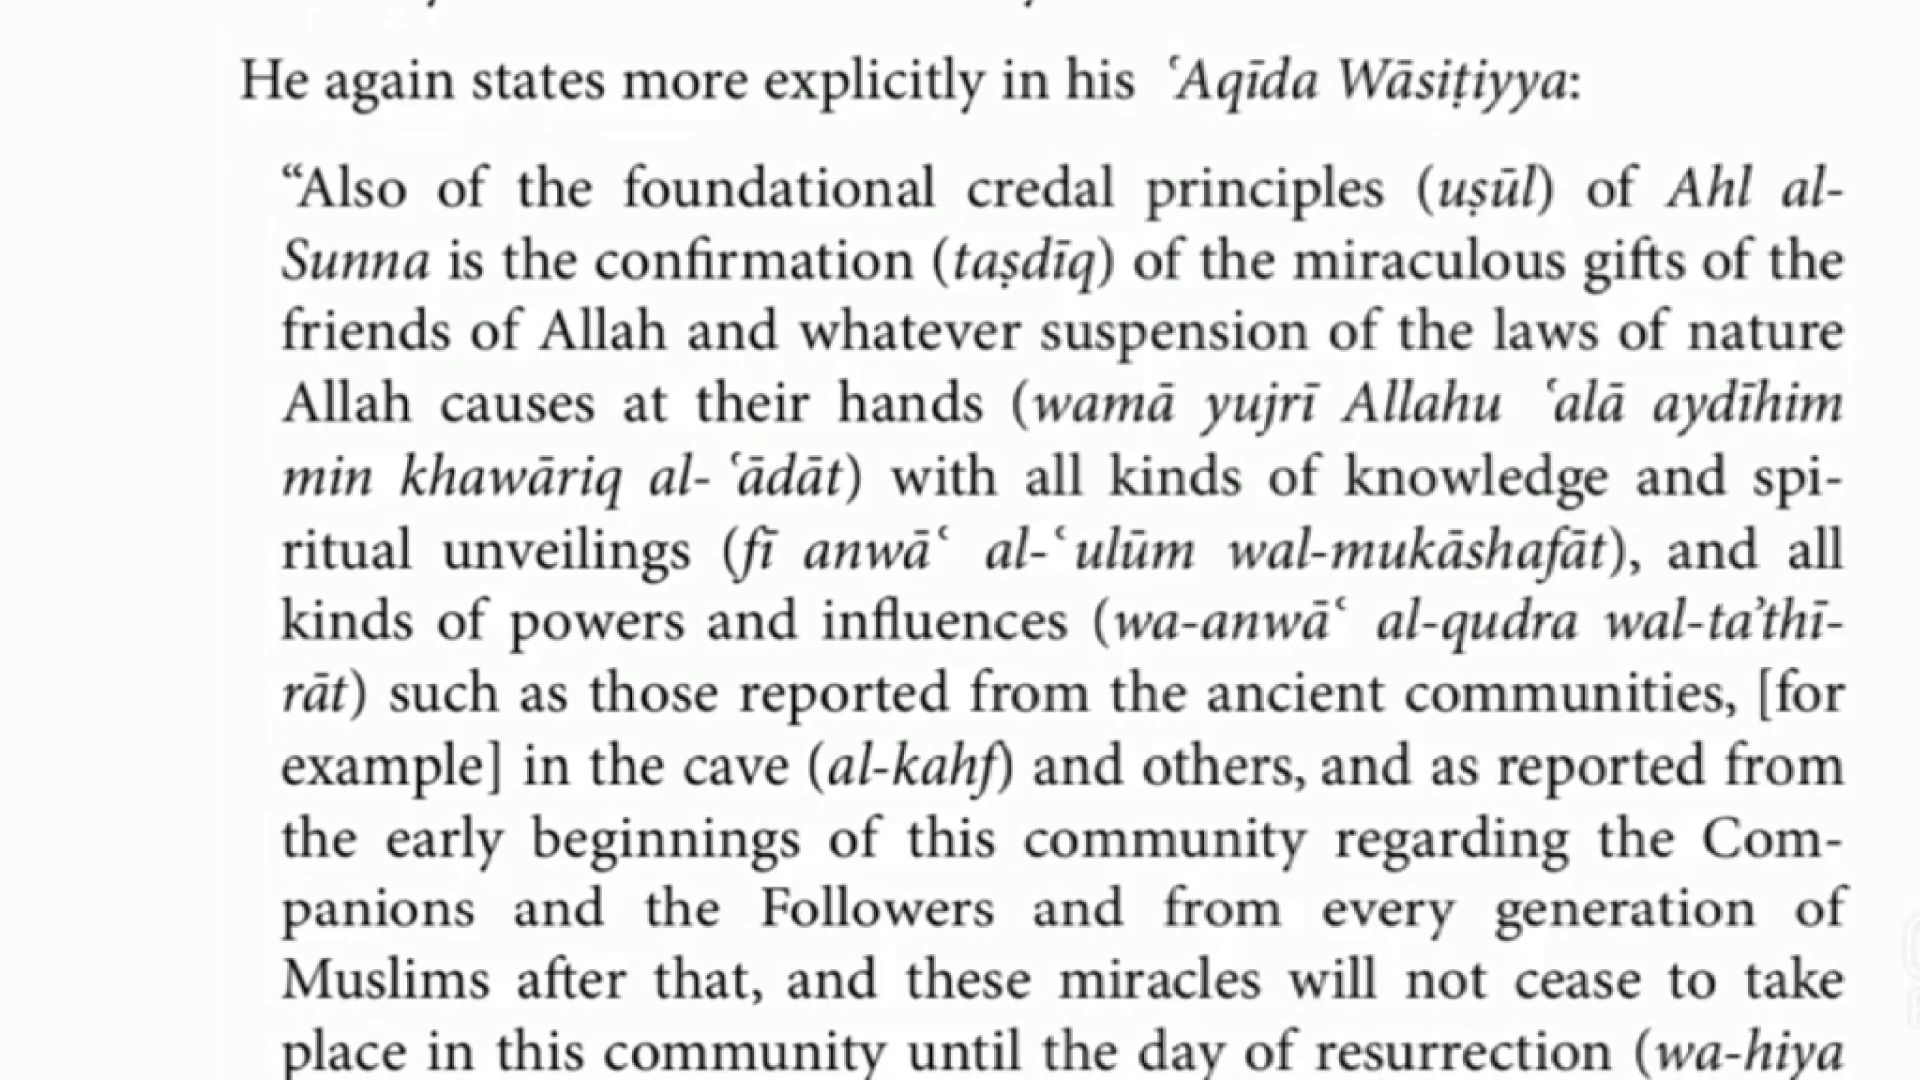 He again states more explicitly in his ʿAqīda Wāsiṭiyya:
“Also of the foundational credal principles (uṣūl) of Ahl al-
Sunna is the confirmation (taṣdīq) of the miraculous gifts of the
friends of Allah and whatever suspension of the laws of nature
Allah causes at their hands (wamā yujrī Allahu ʿalā aydīhim
min khawāriq al- ʿādāt) with all kinds of knowledge and spi-
ritual unveilings (fī anwāʿ al-ʿulūm wal-mukāshafāt), and all
kinds of powers and influences (wa-anwāʿ al-qudra wal-ta’thī-
rāt) such as those reported from the ancient communities, [for
example] in the cave (al-kahf) and others, and as reported from
the early beginnings of this community regarding the Com-
panions and the Followers and from every generation of
Muslims after that, and these miracles will not cease to take
place in this community until the day of resurrection (wa-hiya